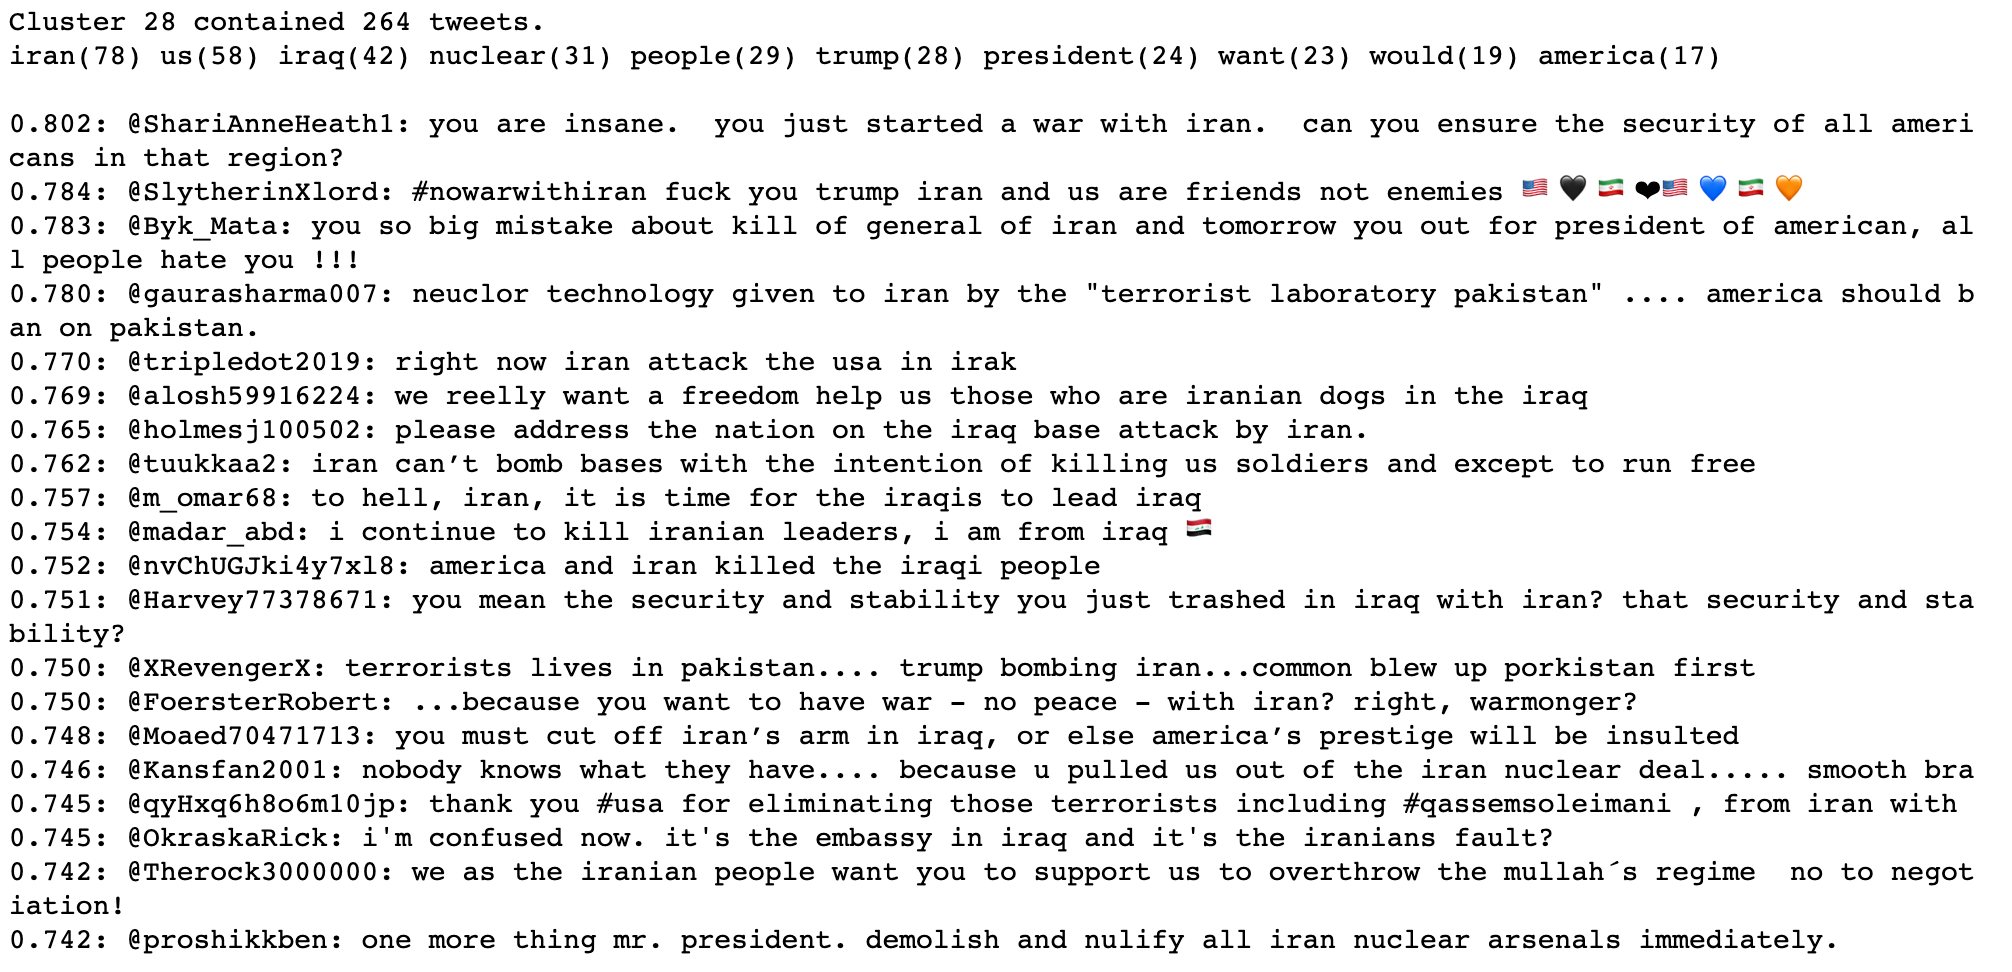 Cluster 28 contained 264 tweets.
iran(78) us(58) iraq(42) nuclear(31) people(29) trump(28) president(24) want(23) would(19) america(17)
0.802: @ShariAnneHeath1: you are insane.  you just started a war with iran.  can you ensure the security of all ameri
cans in that region?
0.784: @SlytherinXlord: #nowarwithiran fuck you trump iran and us are friends not enemies 🇺🇸 🖤 🇮🇷 ❤🇺🇸 💙 🇮🇷 🧡
0.783: @Byk_Mata: you so big mistake about kill of general of iran and tomorrow you out for president of american, al
l people hate you !!!
0.780: @gaurasharma007: neuclor technology given to iran by the "terrorist laboratory pakistan" .... america should b
an on pakistan.
0.770: @tripledot2019: right now iran attack the usa in irak
0.769: @alosh59916224: we reelly want a freedom help us those who are iranian dogs in the iraq
0.765: @holmesj100502: please address the nation on the iraq base attack by iran.
0.762: @tuukkaa2: iran can’t bomb bases with the intention of killing us soldiers and except to run free
0.757: @m_omar68: to hell, iran, it is time for the iraqis to lead iraq
0.754: @madar_abd: i continue to kill iranian leaders, i am from iraq 🇮🇶
0.752: @nvChUGJki4y7xl8: america and iran killed the iraqi people
0.751: @Harvey77378671: you mean the security and stability you just trashed in iraq with iran? that security and sta
bility?
0.750: @XRevengerX: terrorists lives in pakistan.... trump bombing iran...common blew up porkistan first
0.750: @FoersterRobert: ...because you want to have war – no peace – with iran? right, warmonger?
0.748: @Moaed70471713: you must cut off iran’s arm in iraq, or else america’s prestige will be insulted
0.746: @Kansfan2001: nobody knows what they have.... because u pulled us out of the iran nuclear deal..... smooth bra
0.745: @qyHxq6h8o6m10jp: thank you #usa for eliminating those terrorists including #qassemsoleimani , from iran with
0.745: @OkraskaRick: i'm confused now. it's the embassy in iraq and it's the iranians fault?
0.742: @Therock3000000: we as the iranian people want you to support us to overthrow the mullah´s regime  no to negot
iation!
0.742: @proshikkben: one more thing mr. president. demolish and nulify all iran nuclear arsenals immediately.